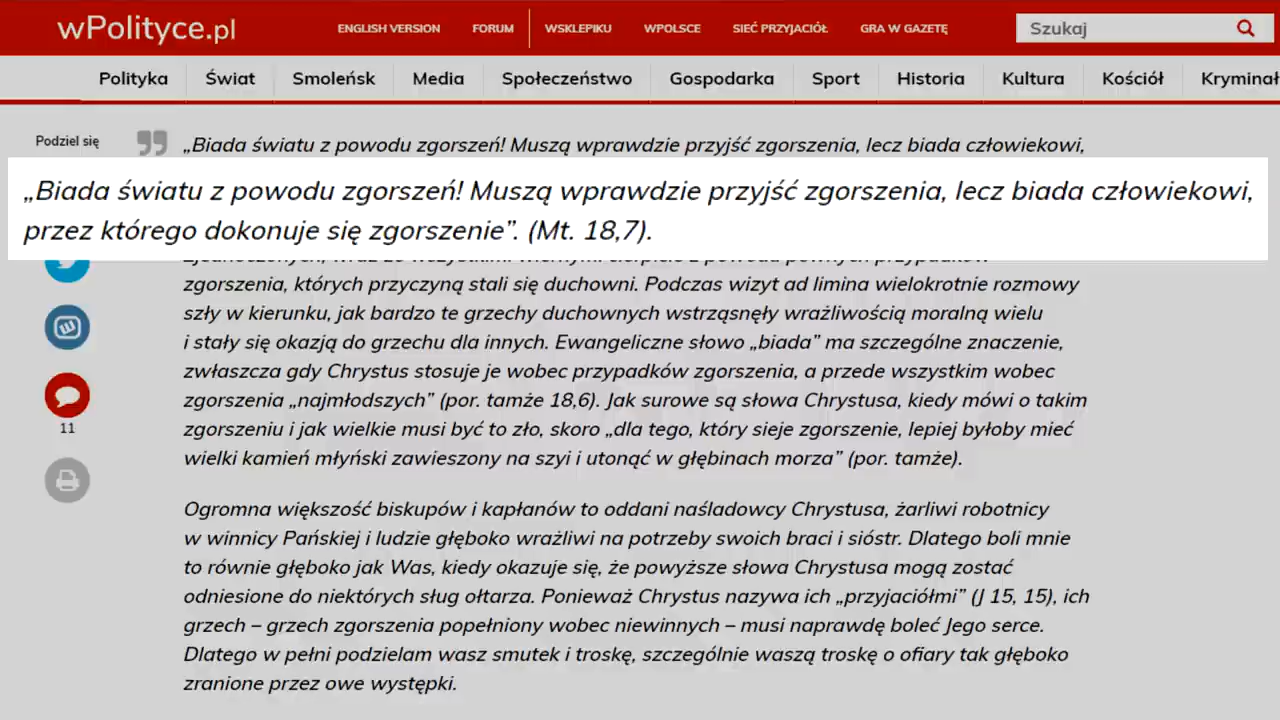 wPolityce.pl
ENGLISH VERSION FORUM WSKLEPIKU WPOLSCE SIEĆ PRZYJACIÓŁ GRA W GAZETĘ Szukaj
Polityka Świat Smoleńsk Media Społeczeństwo Gospodarka Sport Historia Kultura Kościół Kryminał
Podziel się
„Biada światu z powodu zgorszeń! Muszą wprawdzie przyjść zgorszenia, lecz biada człowiekowi,
„Biada światu z powodu zgorszeń! Muszą wprawdzie przyjść zgorszenia, lecz biada człowiekowi,
przez którego dokonuje się zgorszenie”. (Mt. 18,7).
zgorszenia, których przyczyną stali się duchowni. Podczas wizyt ad limina wielokrotnie rozmowy
szły w kierunku, jak bardzo te grzechy duchownych wstrząsnęły wrażliwością moralną wielu
i stały się okazją do grzechu dla innych. Ewangeliczne słowo „biada” ma szczególne znaczenie,
zwłaszcza gdy Chrystus stosuje je wobec przypadków zgorszenia, a przede wszystkim wobec
zgorszenia „najmłodszych” (por. tamże 18,6). Jak surowe są słowa Chrystusa, kiedy mówi o takim
zgorszeniu i jak wielkie musi być to zło, skoro „dla tego, który sieje zgorszenie, lepiej byłoby mieć
wielki kamień młyński zawieszony na szyi i utonąć w głębinach morza” (por. tamże).
11
Ogromna większość biskupów i kapłanów to oddani naśladowcy Chrystusa, żarliwi robotnicy
w winnicy Pańskiej i ludzie głęboko wrażliwi na potrzeby swoich braci i sióstr. Dlatego boli mnie
to równie głęboko jak Was, kiedy okazuje się, że powyższe słowa Chrystusa mogą zostać
odniesione do niektórych sług ołtarza. Ponieważ Chrystus nazywa ich „przyjaciółmi” (J 15, 15), ich
grzech – grzech zgorszenia popełniony wobec niewinnych – musi naprawdę boleć Jego serce.
Dlatego w pełni podzielam wasz smutek i troskę, szczególnie waszą troskę o ofiary tak głęboko
zranione przez owe występki.